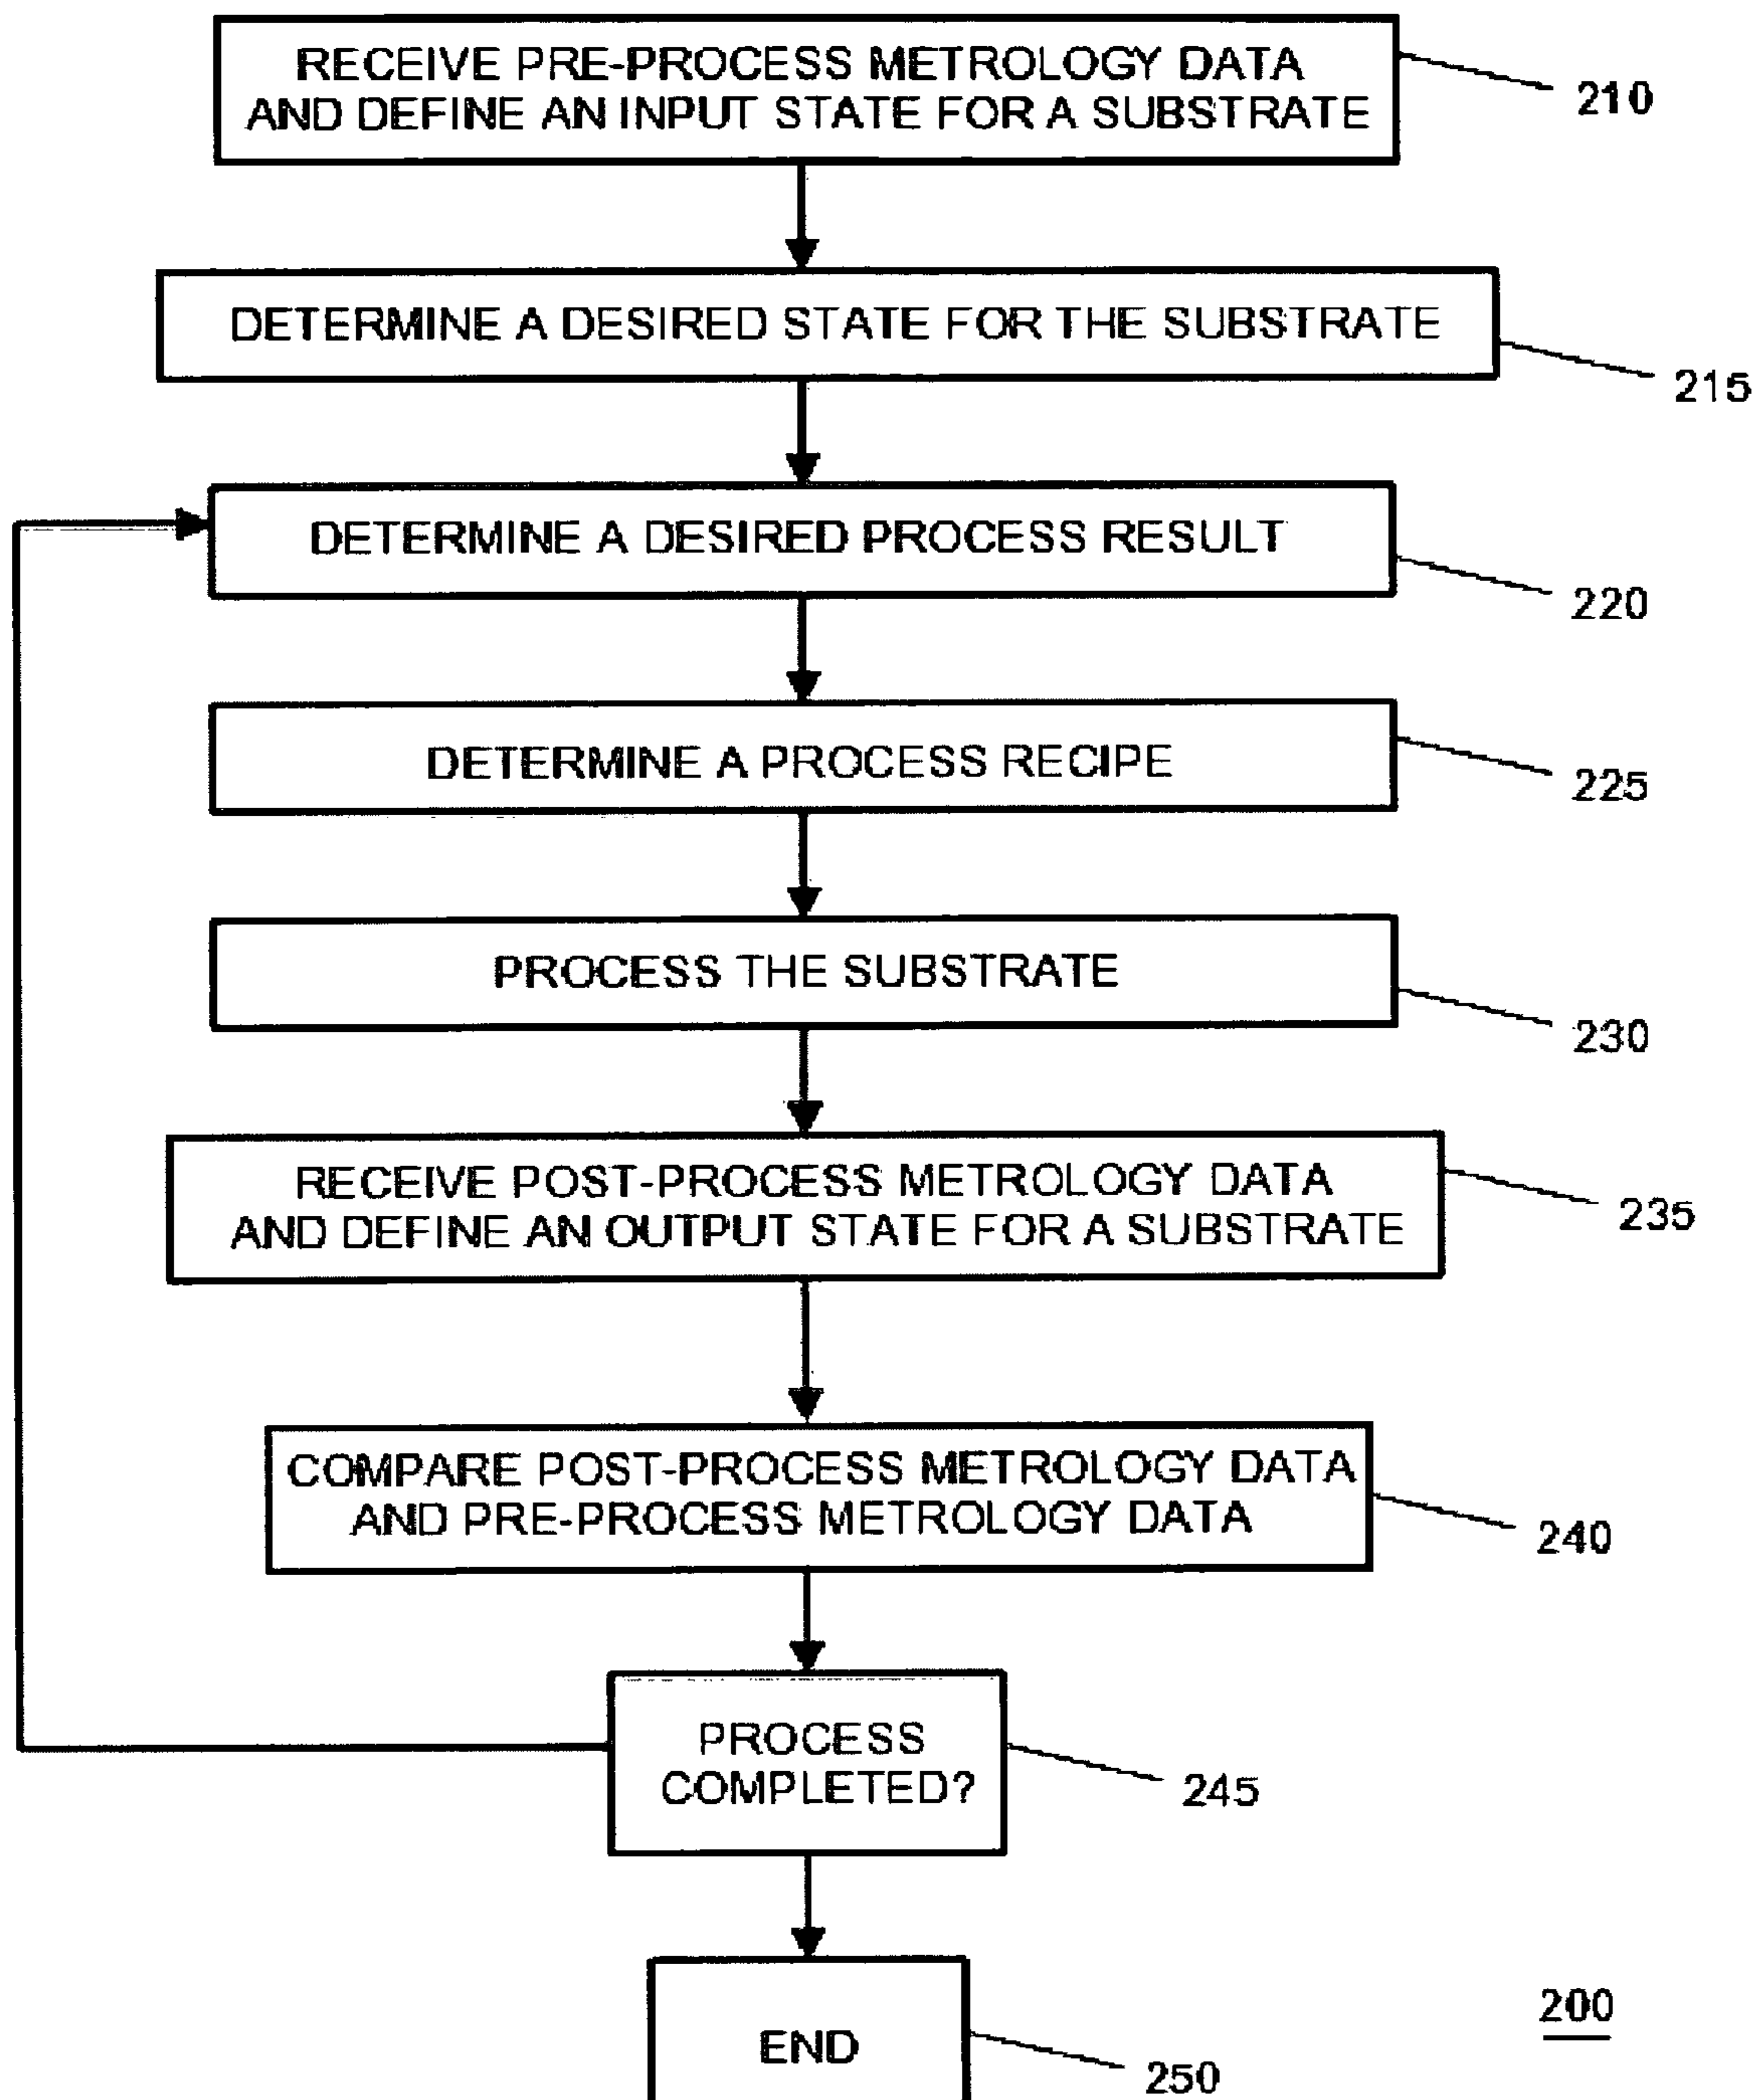 RECEIVE PRE-PROCESS METROLOGY DATA
AND DEFINE AN INPUT STATE FOR A SUBSTRATE
210
DETERMINE A DESIRED STATE FOR THE SUBSTRATE
215
DETERMINE A DESIRED PROCESS RESULT
220
DETERMINE A PROCESS RECIPE
225
PROCESS THE SUBSTRATE
230
RECEIVE POST-PROCESS METROLOGY DATA
AND DEFINE AN OUTPUT STATE FOR A SUBSTRATE
235
COMPARE POST-PROCESS METROLOGY DATA
AND PRE-PROCESS METROLOGY DATA
240
PROCESS
COMPLETED?
245
END
250
200